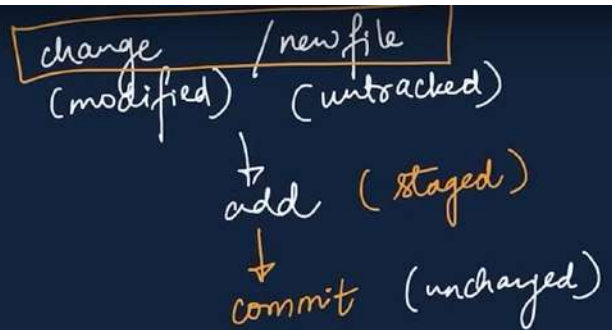 change / new file
(modified) (untracked)
add (staged)
commit (unchanged)